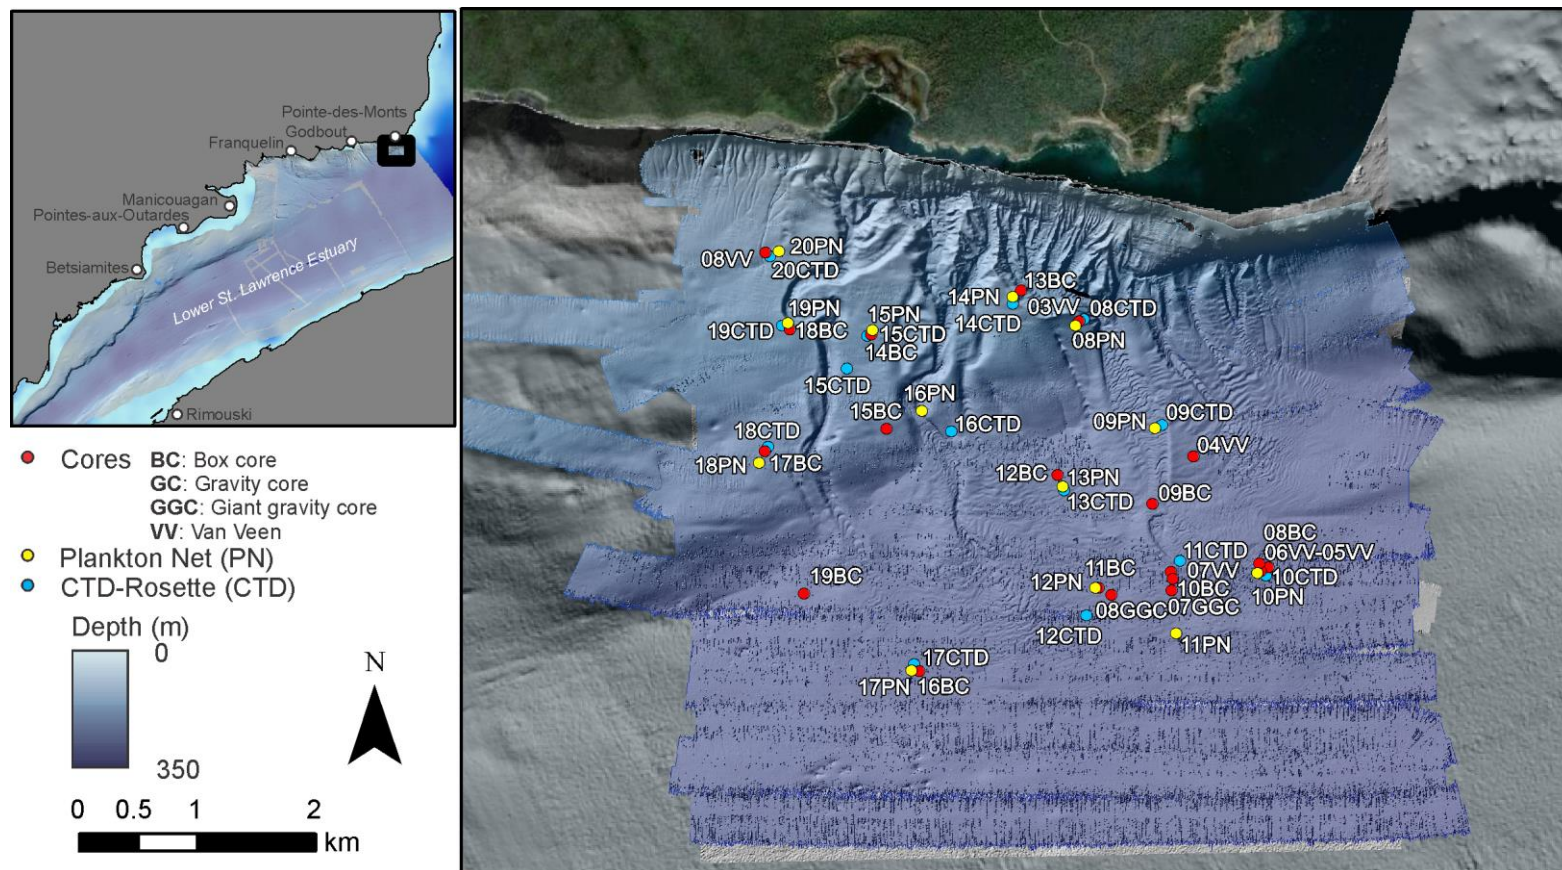 Pointe-des-Monts
Godbout
Franquelin
Manicouagan
Pointes-aux-Outardes
Betsiamites
Lower St. Lawrence Estuary
Rimouski
Cores
BC: Box core
GC: Gravity core
GGC: Giant gravity core
VV: Van Veen
Plankton Net (PN)
CTD-Rosette (CTD)
Depth (m)
0
350
N
0 0.5 1 2
km
08VV
20PN
20CTD
13BC
14PN
03VV
08CTD
14CTD
08PN
19PN
19CTD
18BC
15PN
15CTD
14BC
15CTD
16PN
15BC
16CTD
09PN
09CTD
18CTD
18PN
17BC
04VV
12BC
13PN
13CTD
09BC
08BC
06VV-05VV
11CTD
07VV
10CTD
10BC
10PN
19BC
11BC
12PN
08GGC
07GGC
12CTD
11PN
17CTD
17PN
16BC